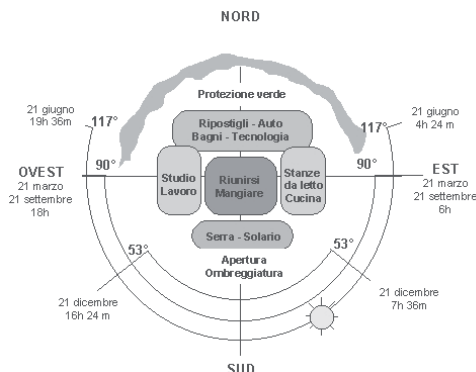 NORD
Protezione verde
21 giugno
19h 36m
117°
Ripostigli - Auto
Bagni - Tecnologia
117°
21 giugno
4h 24 m
OVEST
21 marzo
21 settembre
18h
90°
Studio
Lavoro
Riunirsi
Mangiare
Stanze
da letto
Cucina
90°
EST
21 marzo
21 settembre
6h
Serra - Solario
53°
53°
Apertura
Ombreggiatura
21 dicembre
16h 24 m
21 dicembre
7h 36m
SUD